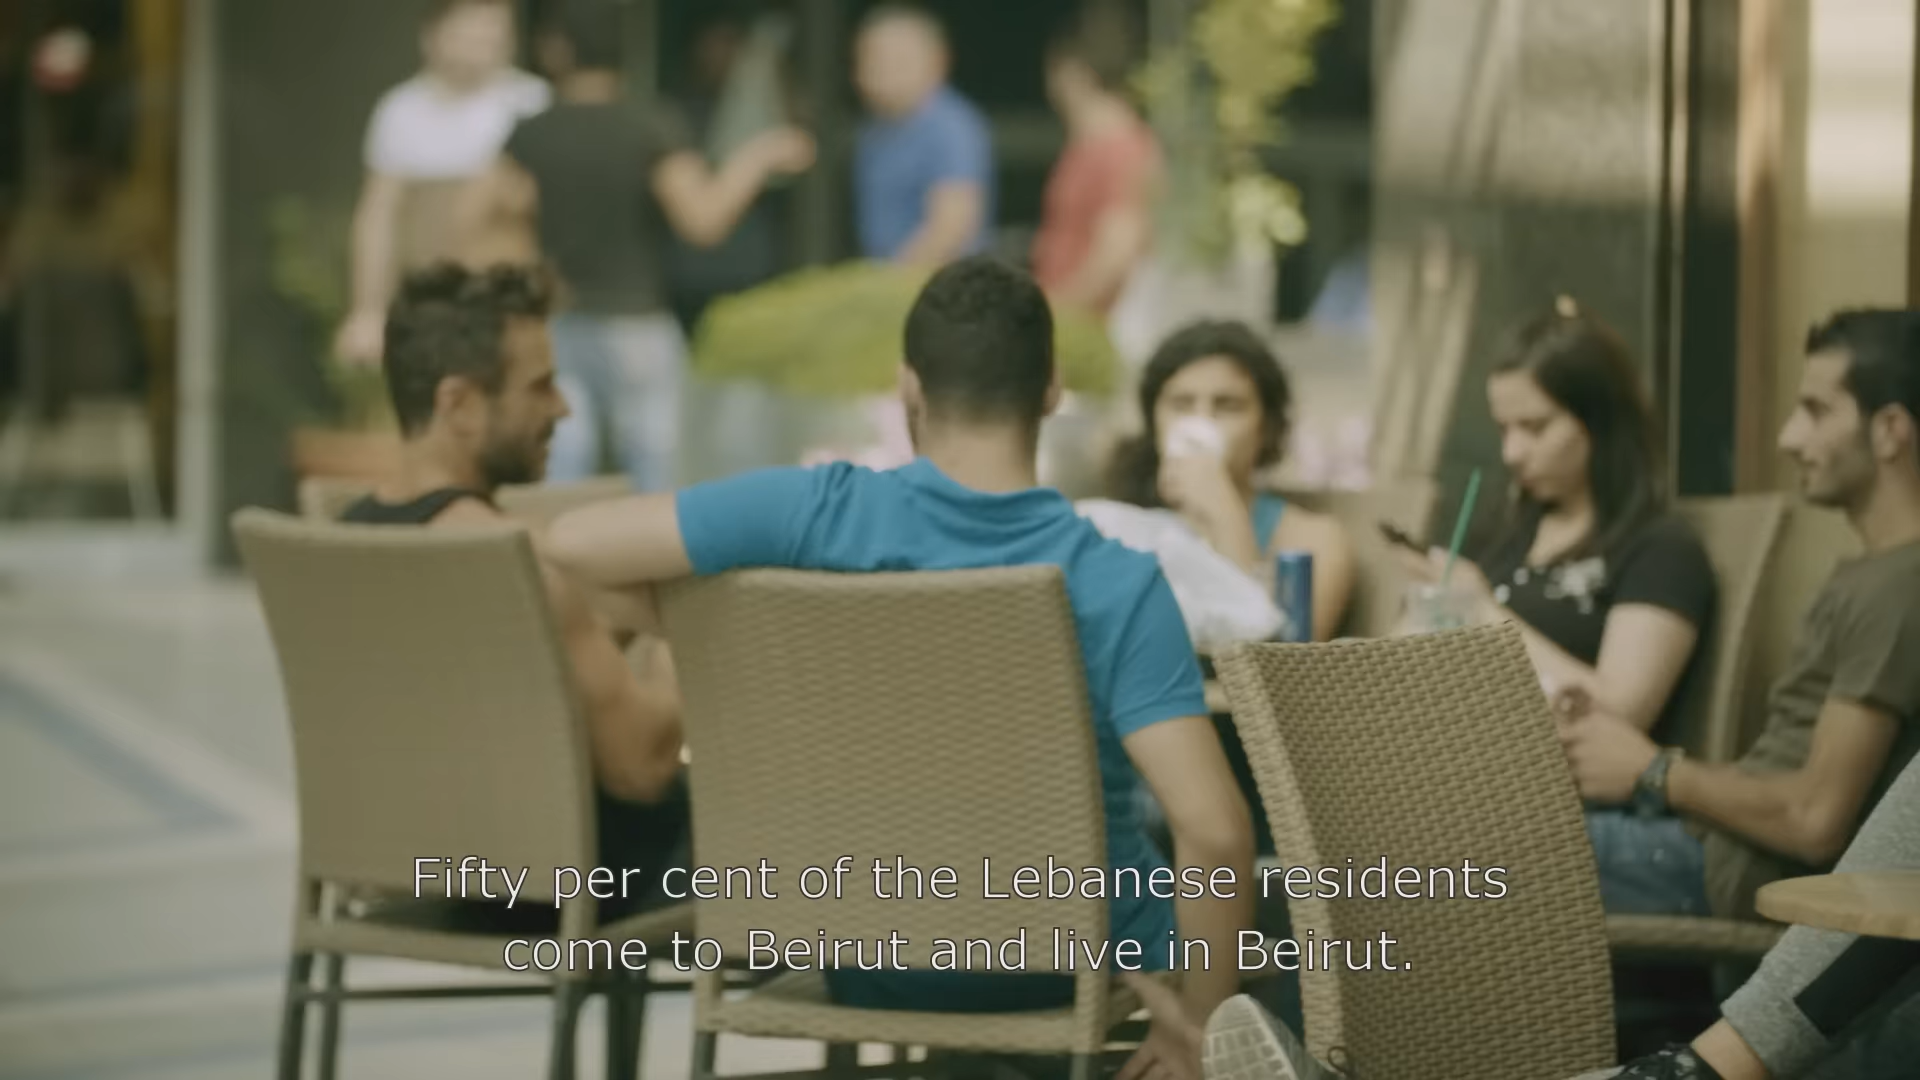 Fifty per cent of the Lebanese residents
come to Beirut and live in Beirut.